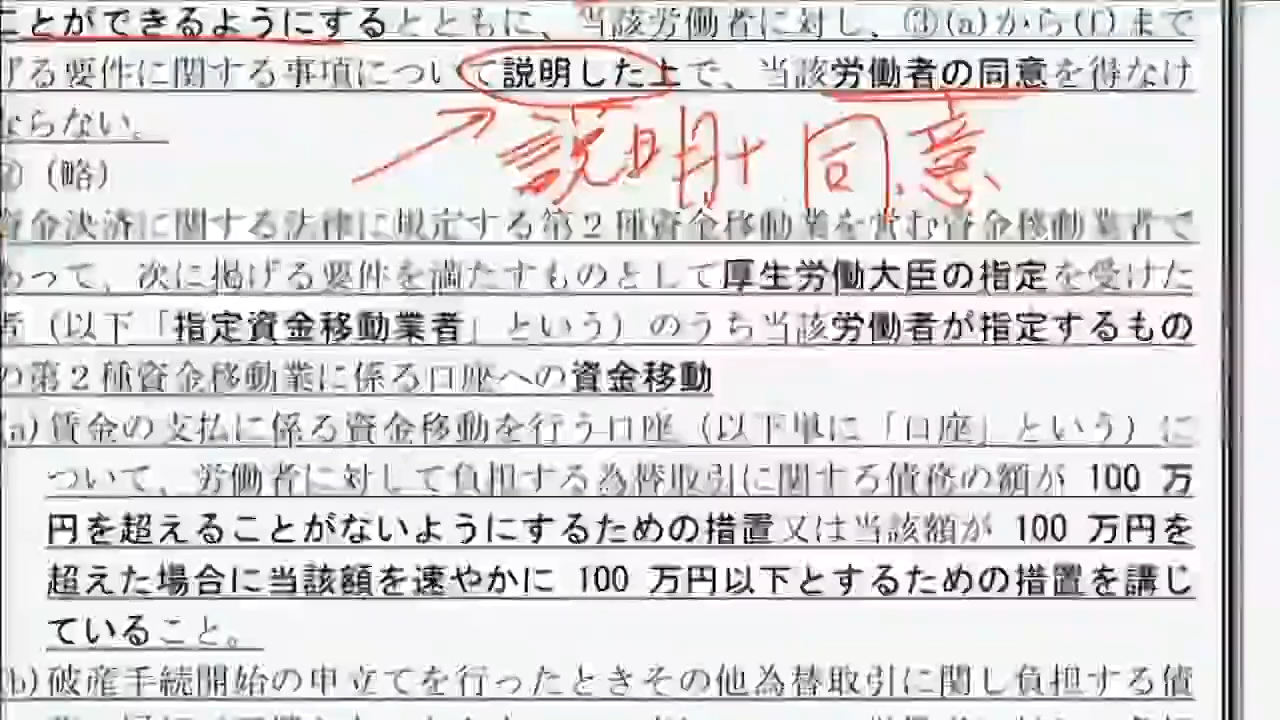 ことができるようにするとともに、当該労働者に対し、③(a)から(f)まで
げる要件に関する事項について説明した上で、当該労働者の同意を得なけ
ならない。
説明+同意
② (略)
資金決済に関する法律に規定する第2種資金移動業を営む資金移動業者で
あって、次に掲げる要件を満たすものとして厚生労働大臣の指定を受けた
者(以下「指定資金移動業者」という)のうち当該労働者が指定するもの
の第2種資金移動業に係る口座への資金移動
(a)賃金の支払に係る資金移動を行う口座(以下単に「口座」という)に
ついて、労働者に対して負担する為替取引に関する債務の額が 100 万
円を超えることがないようにするための措置又は当該額が 100 万円を
超えた場合に当該額を速やかに 100 万円以下とするための措置を講じ
ていること。
(b)破産手続開始の申立てを行ったときその他為替取引に関し負担する債